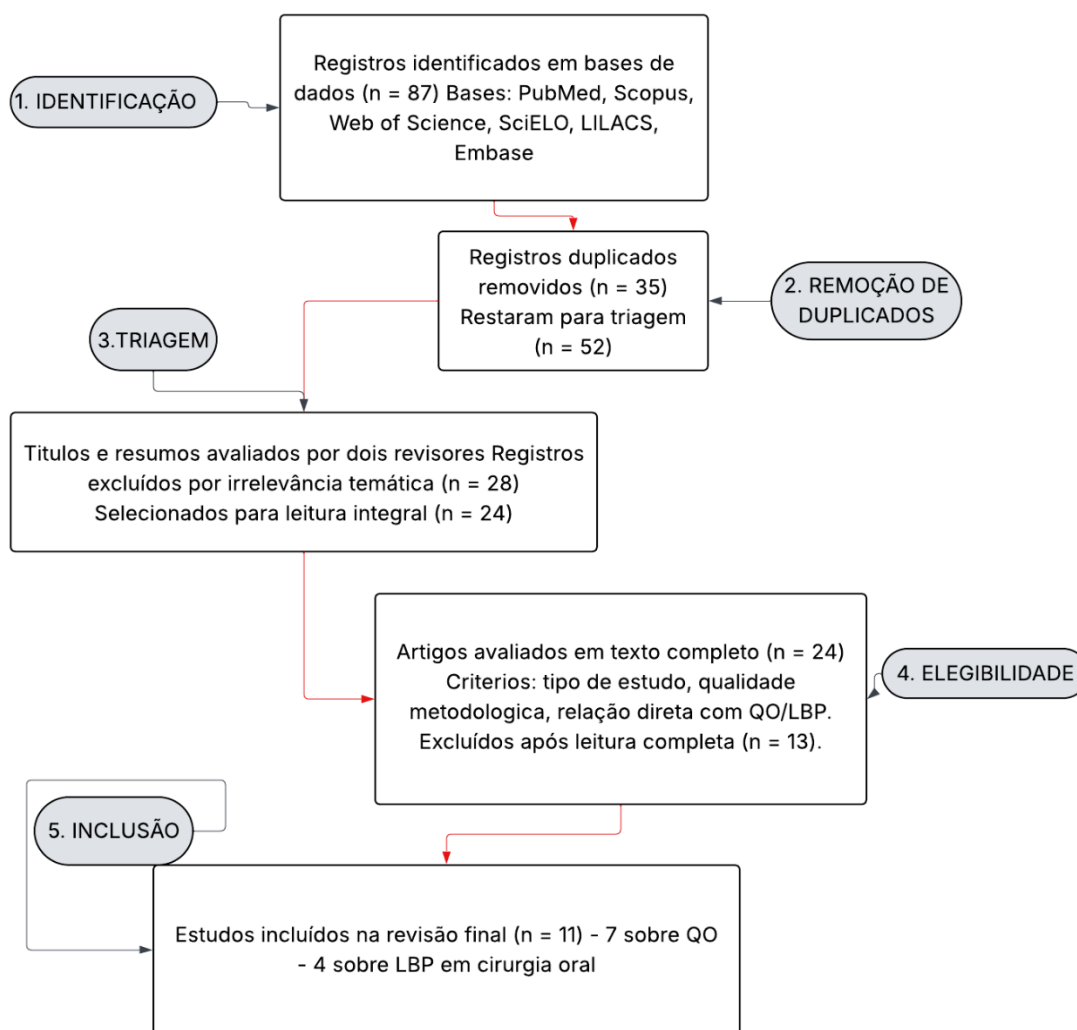 1. IDENTIFICAÇÃO
Registros identificados em bases de
dados (n = 87) Bases: PubMed, Scopus,
Web of Science, SciELO, LILACS,
Embase
Registros duplicados
removidos (n = 35)
Restaram para triagem
(n = 52)
2. REMOÇÃO DE
DUPLICADOS
3.TRIAGEM
Titulos e resumos avaliados por dois revisores Registros
excluídos por irrelevância temática (n = 28)
Selecionados para leitura integral (n = 24)
Artigos avaliados em texto completo (n = 24)
Criterios: tipo de estudo, qualidade
metodologica, relação direta com QO/LBP.
Excluídos após leitura completa (n = 13).
4. ELEGIBILIDADE
5. INCLUSÃO
Estudos incluídos na revisão final (n = 11) - 7 sobre QO
- 4 sobre LBP em cirurgia oral